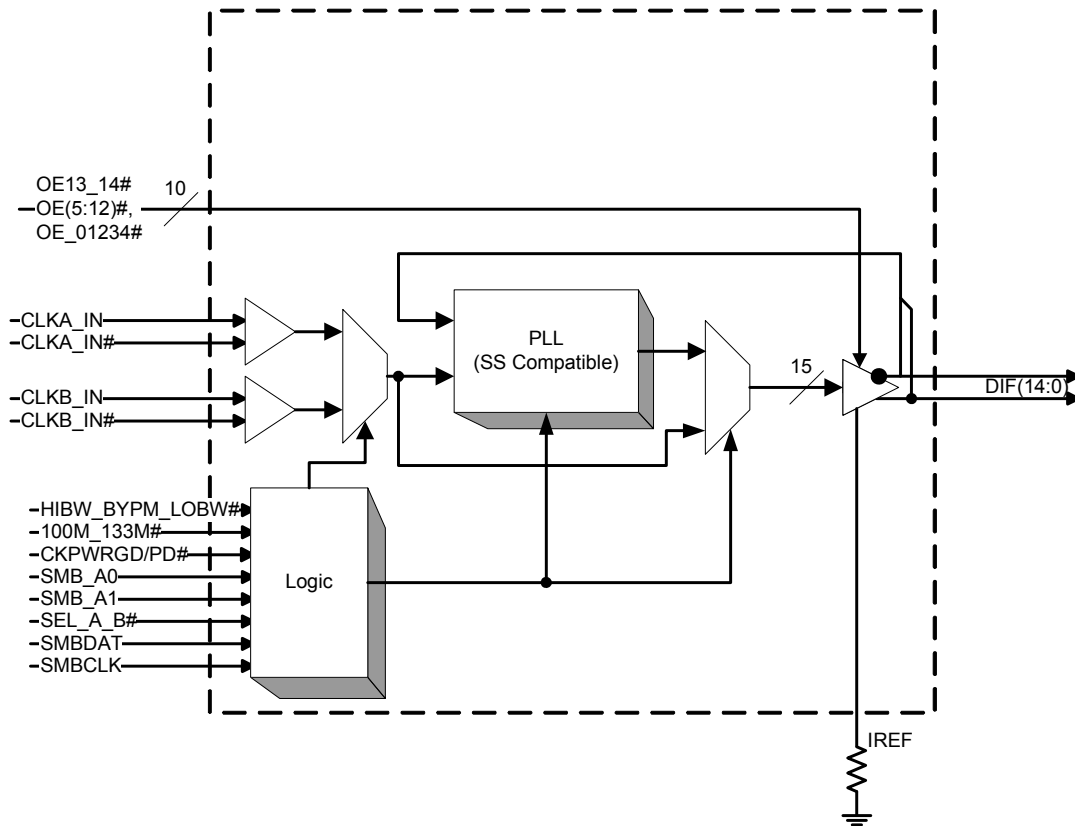 OE13_14#
OE(5:12)#,
OE_01234#
10
CLKA_IN
CLKA_IN#
CLKB_IN
CLKB_IN#
PLL
(SS Compatible)
15
DIF(14:0)
HIBW_BYPM_LOBW#
100M_133M#
CKPWRGD/PD#
SMB_A0
SMB_A1
SEL_A_B#
SMBDAT
SMBCLK
Logic
IREF